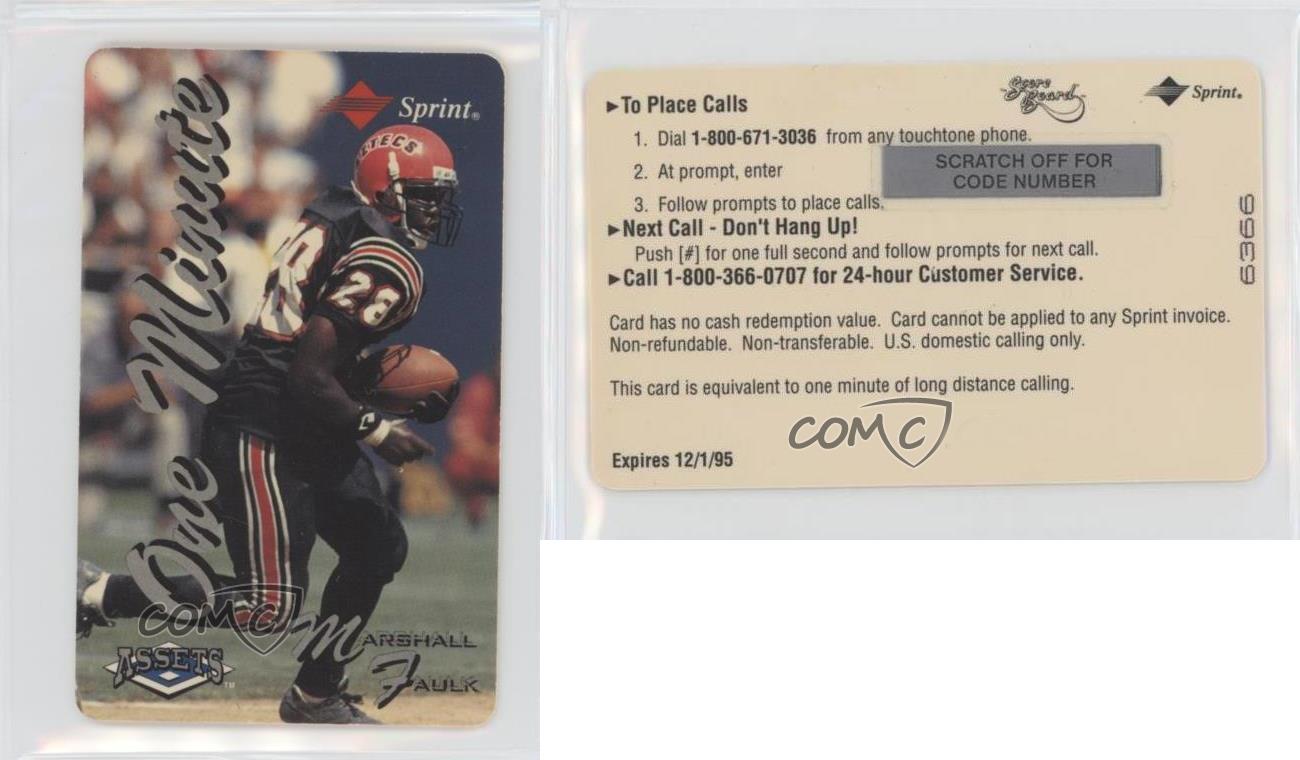 One Minute
Sprint®
AZTECS
28
28
COMC
MARSHALL
FAULK
ASSETS™
Score Board
Sprint®
►To Place Calls
1. Dial 1-800-671-3036 from any touchtone phone.
2. At prompt, enter
SCRATCH OFF FOR
CODE NUMBER
3. Follow prompts to place calls.
►Next Call - Don't Hang Up!
Push [#] for one full second and follow prompts for next call.
►Call 1-800-366-0707 for 24-hour Customer Service.
6366
Card has no cash redemption value. Card cannot be applied to any Sprint invoice.
Non-refundable. Non-transferable. U.S. domestic calling only.
This card is equivalent to one minute of long distance calling.
COMC
Expires 12/1/95